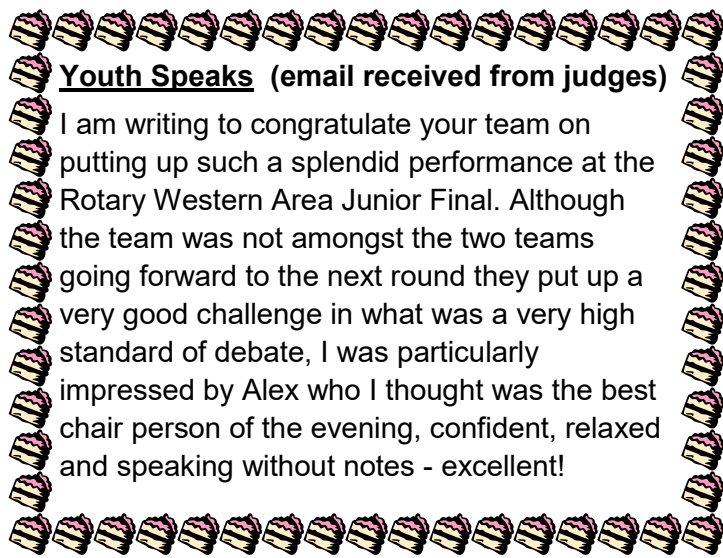 Youth Speaks  (email received from judges)
I am writing to congratulate your team on
putting up such a splendid performance at the
Rotary Western Area Junior Final. Although
the team was not amongst the two teams
going forward to the next round they put up a
very good challenge in what was a very high
standard of debate, I was particularly
impressed by Alex who I thought was the best
chair person of the evening, confident, relaxed
and speaking without notes - excellent!